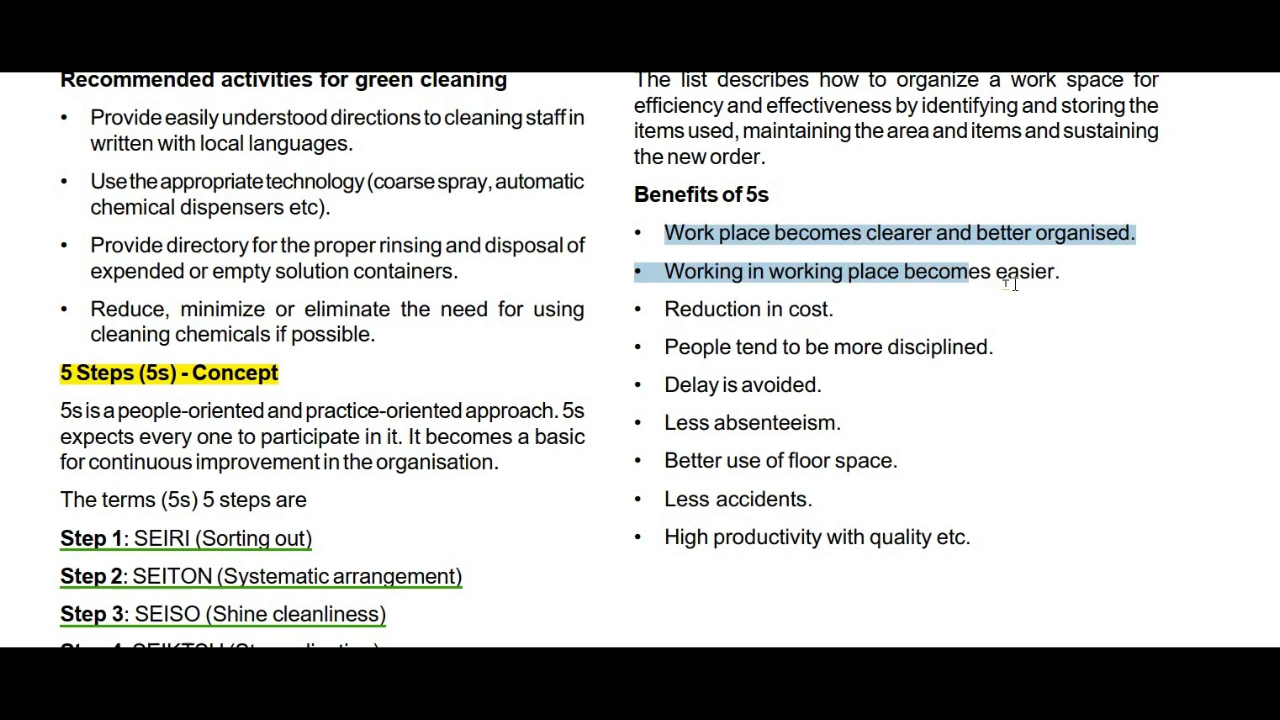 Recommended activities for green cleaning
• Provide easily understood directions to cleaning staff in
written with local languages.
• Use the appropriate technology (coarse spray, automatic
chemical dispensers etc).
• Provide directory for the proper rinsing and disposal of
expended or empty solution containers.
• Reduce, minimize or eliminate the need for using
cleaning chemicals if possible.
5 Steps (5s) - Concept
5s is a people-oriented and practice-oriented approach. 5s
expects every one to participate in it. It becomes a basic
for continuous improvement in the organisation.
The terms (5s) 5 steps are
Step 1: SEIRI (Sorting out)
Step 2: SEITON (Systematic arrangement)
Step 3: SEISO (Shine cleanliness)
The list describes how to organize a work space for
efficiency and effectiveness by identifying and storing the
items used, maintaining the area and items and sustaining
the new order.
Benefits of 5s
• Work place becomes clearer and better organised.
• Working in working place becomes easier.
• Reduction in cost.
• People tend to be more disciplined.
• Delay is avoided.
• Less absenteeism.
• Better use of floor space.
• Less accidents.
• High productivity with quality etc.